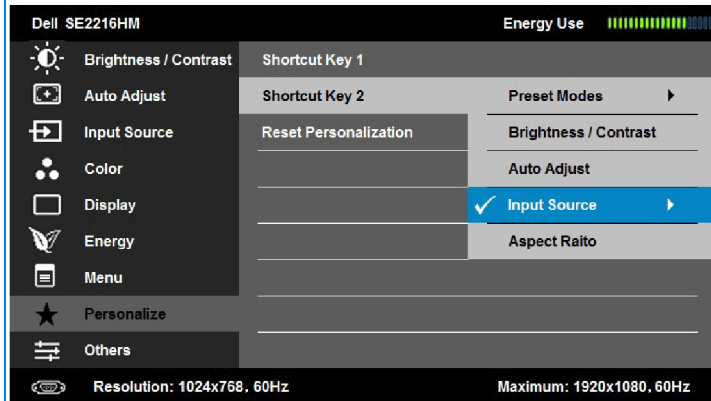 Dell SE2216HM Energy Use
Brightness / Contrast Shortcut Key 1
Auto Adjust Shortcut Key 2 Preset Modes
Input Source Reset Personalization Brightness / Contrast
Color Auto Adjust
Display Input Source
Energy Aspect Raito
Menu
Personalize
Others
Resolution: 1024x768, 60Hz Maximum: 1920x1080, 60Hz